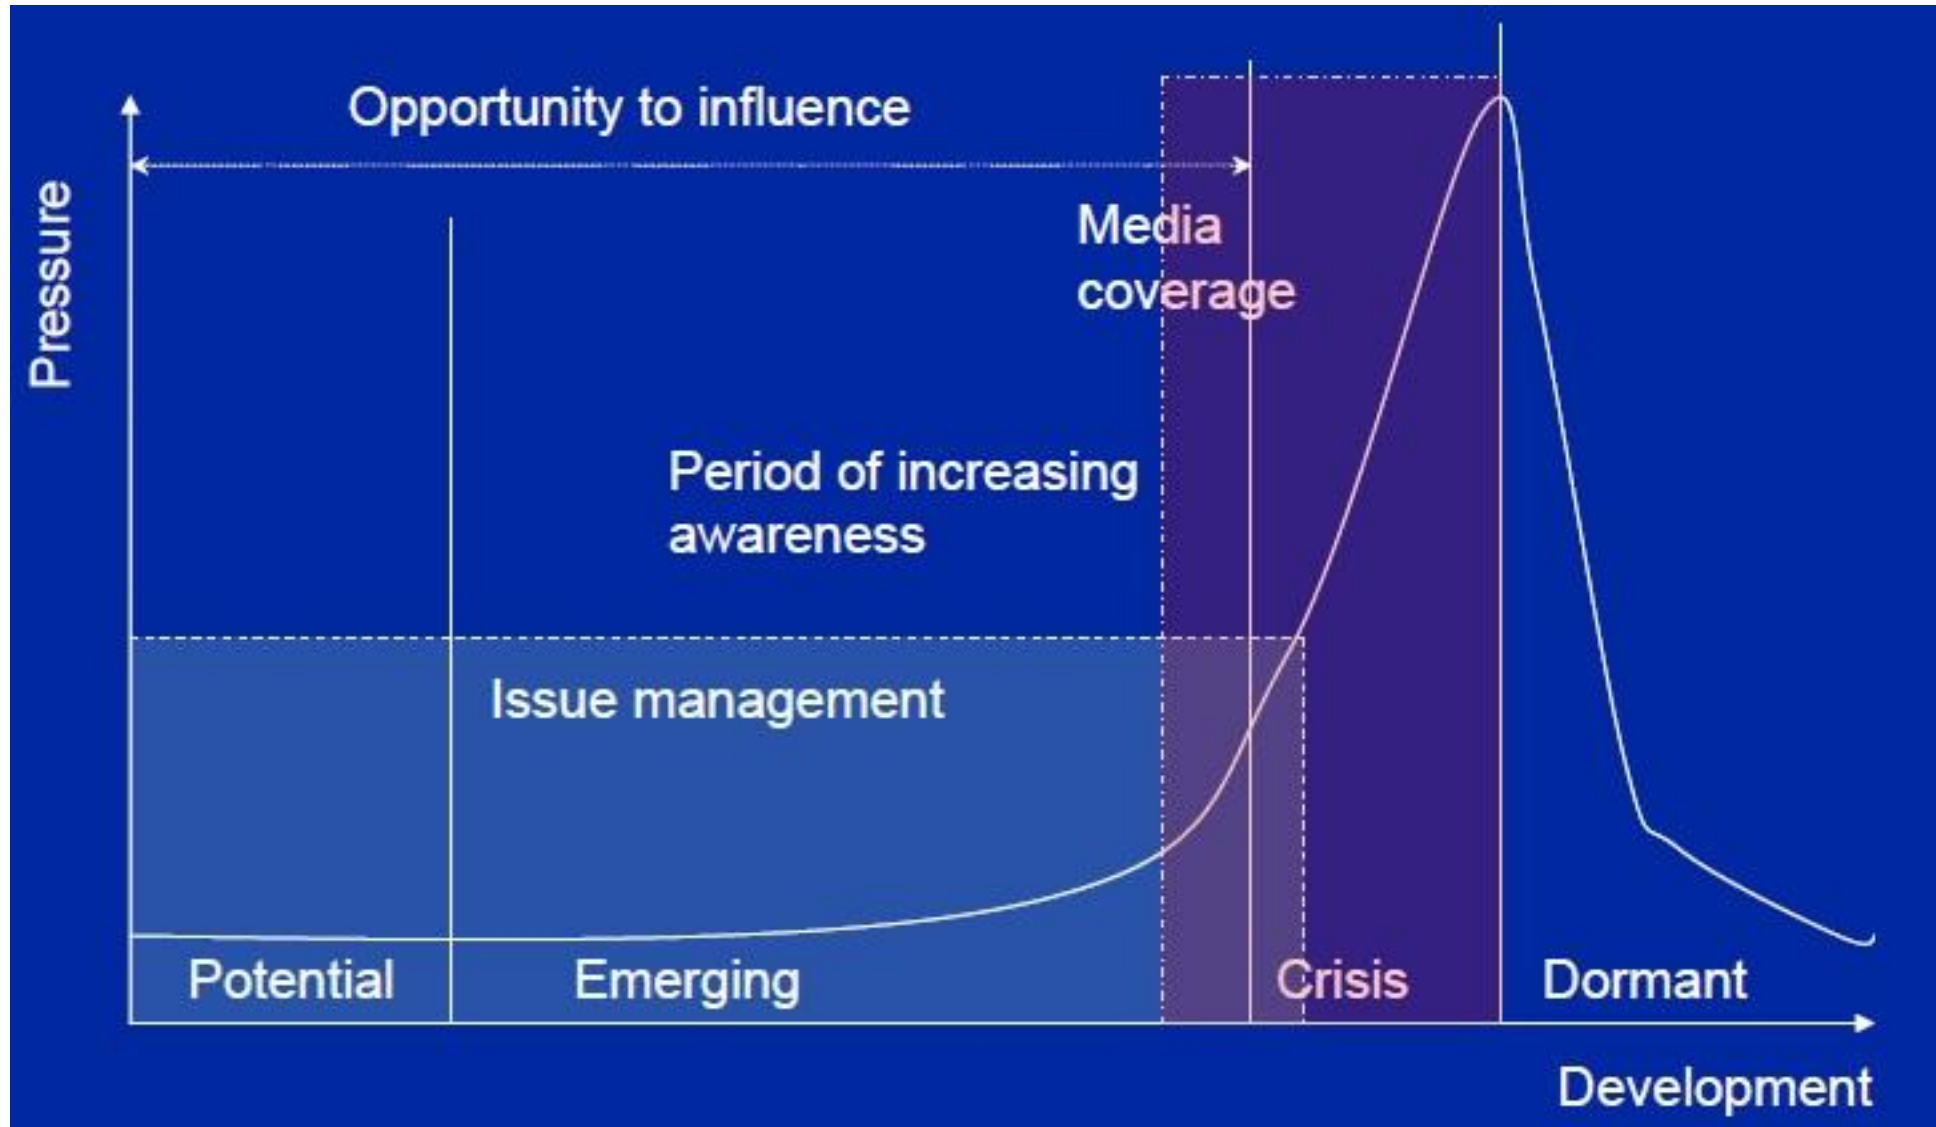 Opportunity to influence
Pressure
Media
coverage
Period of increasing
awareness
Issue management
Potential
Emerging
Crisis
Dormant
Development